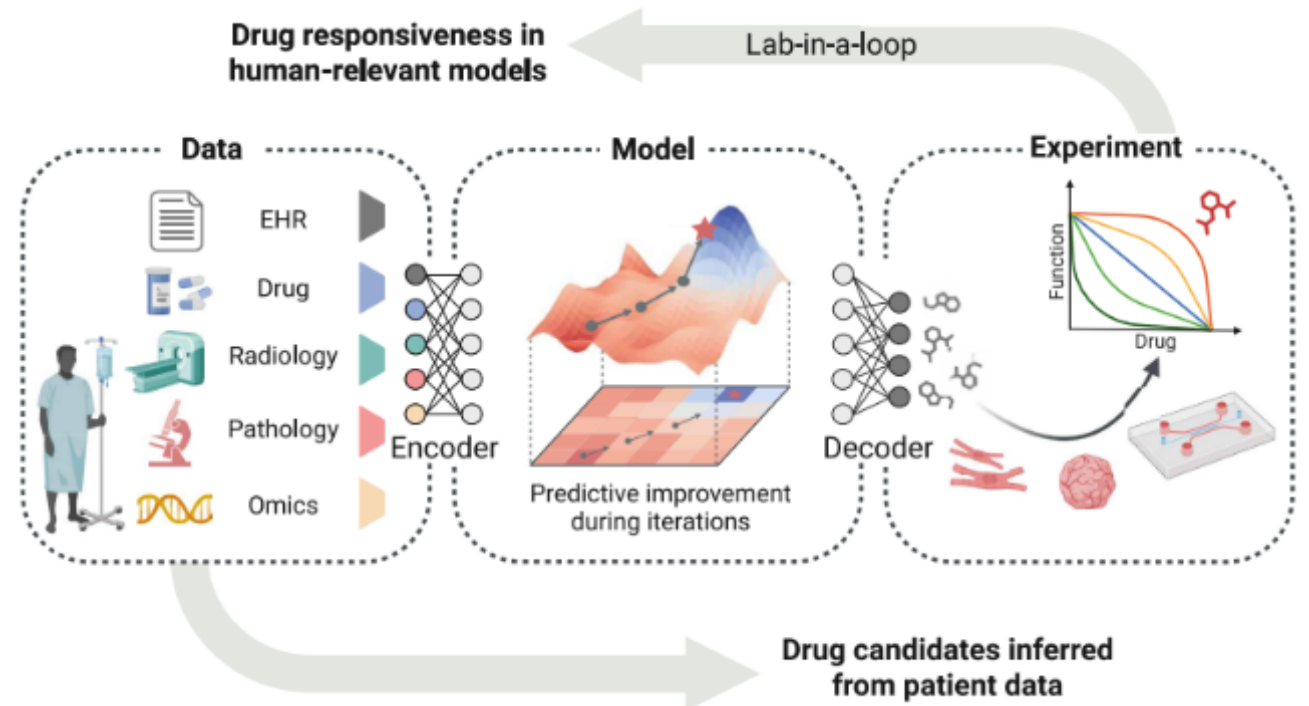 Drug responsiveness in
human-relevant models
Lab-in-a-loop
Data
EHR
Drug
Radiology
Pathology
Omics
Encoder
Model
Predictive improvement
during iterations
Decoder
Experiment
Function
Drug
Drug candidates inferred
from patient data